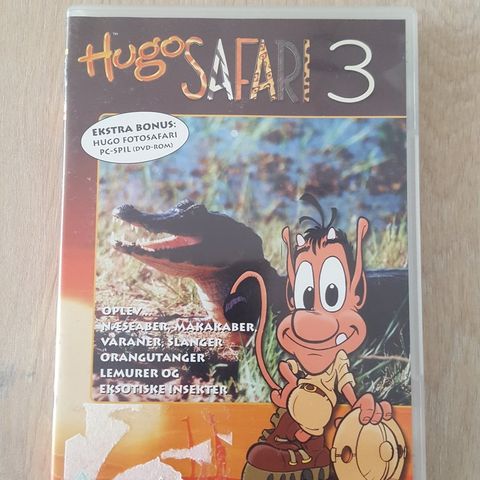 Hugo SAFARI 3
EKSTRA BONUS:
HUGO FOTOSAFARI
PC-SPIL (DVD-ROM)
OPLEV...
NÆSEABER, MAKAKABER,
VARANER, SLANGER
ORANGUTANGER
LEMURER OG
EKSOTISKE INSEKTER